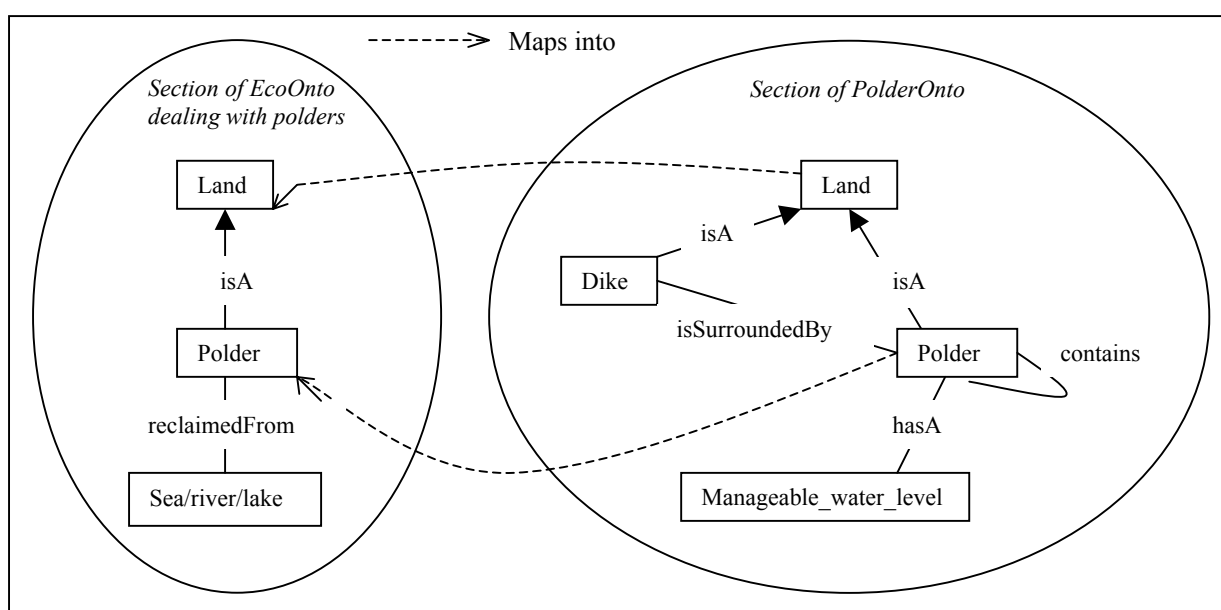 Maps into
Section of EcoOnto
dealing with polders
Land
isA
Polder
reclaimedFrom
Sea/river/lake
Section of PolderOnto
Land
isA
Dike
isA
isSurroundedBy
Polder
contains
hasA
Manageable_water_level